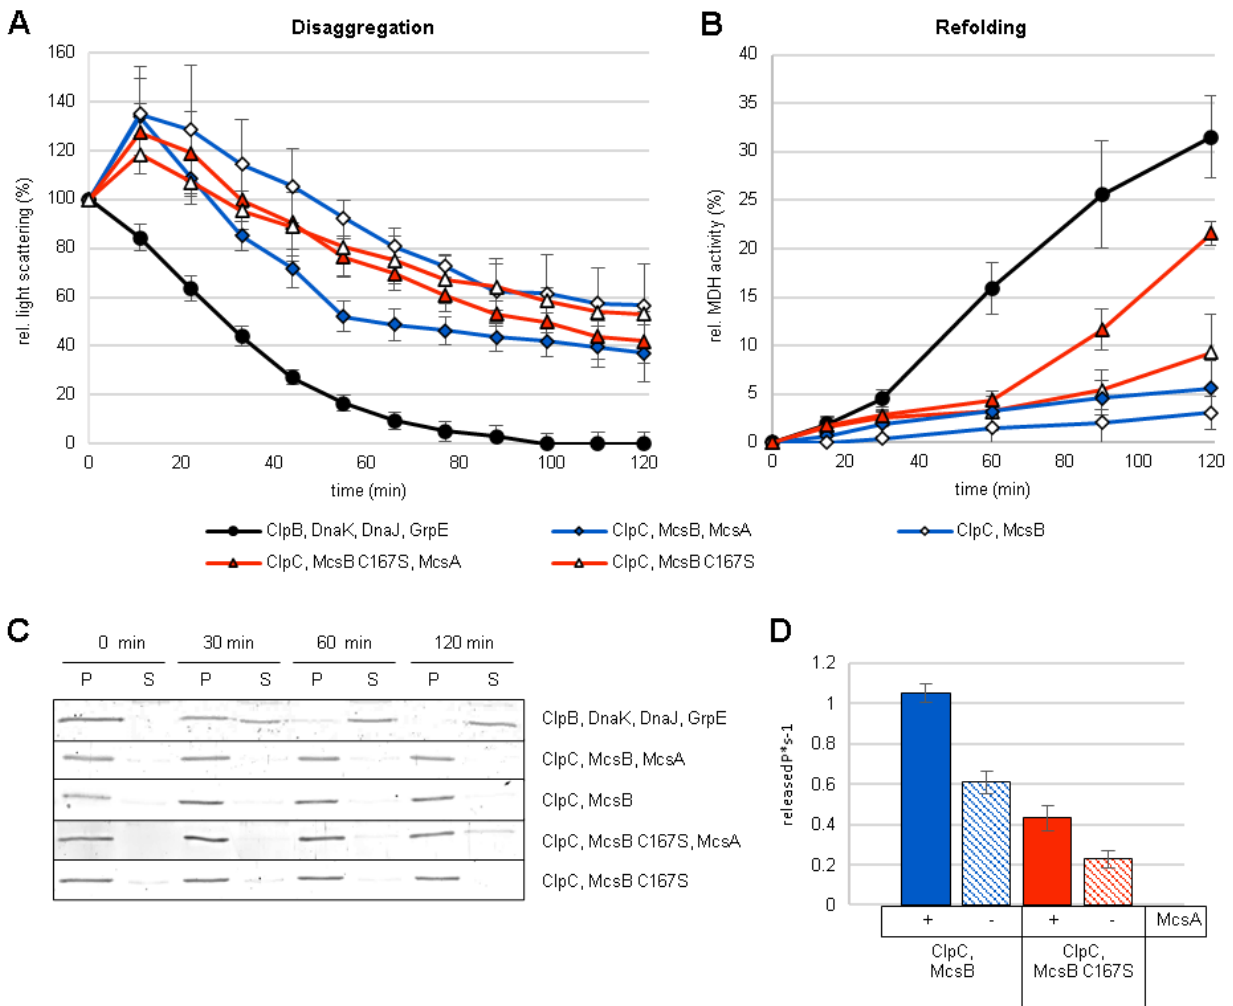 A
Disaggregation
160
140
120
100
80
60
40
20
0
rel. light scattering (%)
0 20 40 60 80 100 120
time (min)
B
Refolding
40
35
30
25
20
15
10
5
0
rel. MDH activity (%)
0 20 40 60 80 100 120
time (min)
ClpB, DnaK, DnaJ, GrpE
ClpC, McsB, McsA
ClpC, McsB
ClpC, McsB C167S, McsA
ClpC, McsB C167S
C
0 min 30 min 60 min 120 min
P S P S P S P S
ClpB, DnaK, DnaJ, GrpE
ClpC, McsB, McsA
ClpC, McsB
ClpC, McsB C167S, McsA
ClpC, McsB C167S
D
1.2
1
0.8
0.6
0.4
0.2
0
released P*s-1
+ - + - McsA
ClpC, McsB
ClpC, McsB C167S